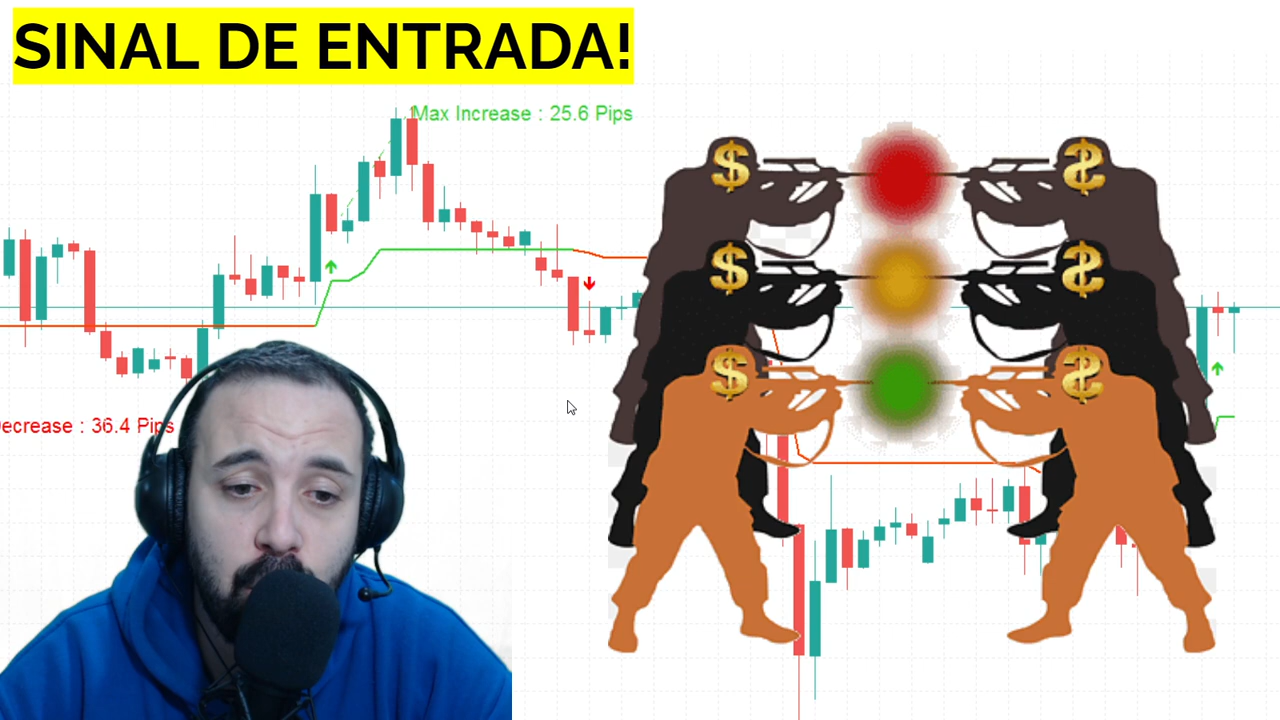 SINAL DE ENTRADA!
Max Increase : 25.6 Pips
ecrease : 36.4 Pips
$
$
$
$
$
$